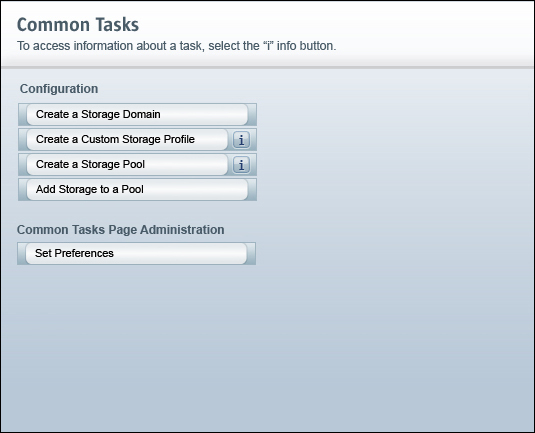 Common Tasks
To access information about a task, select the “i” info button.
Configuration
Create a Storage Domain
Create a Custom Storage Profile i
Create a Storage Pool i
Add Storage to a Pool
Common Tasks Page Administration
Set Preferences